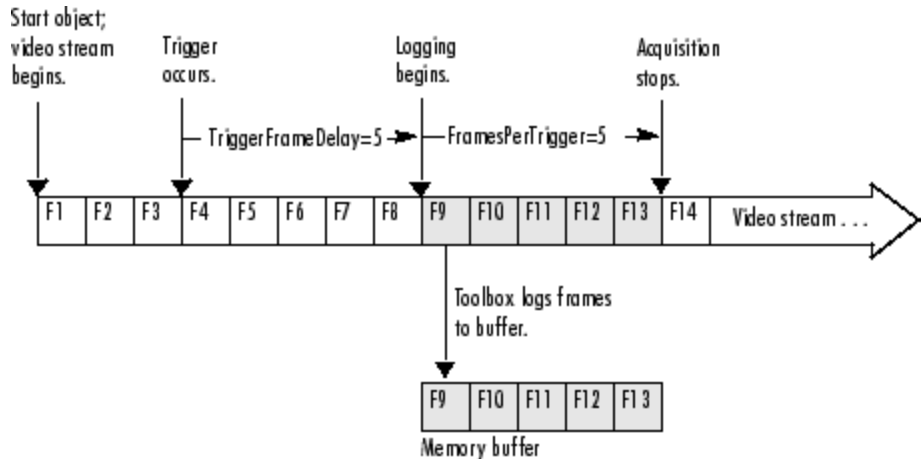 Start object;
video stream
begins.
Trigger
occurs.
Logging
begins.
Acquisition
stops.
TriggerFrameDelay=5
FramesPerTrigger=5
F1 F2 F3 F4 F5 F6 F7 F8 F9 F10 F11 F12 F13 F14 Video stream . . .
Toolbox logs frames
to buffer.
F9 F10 F11 F12 F13
Memory buffer